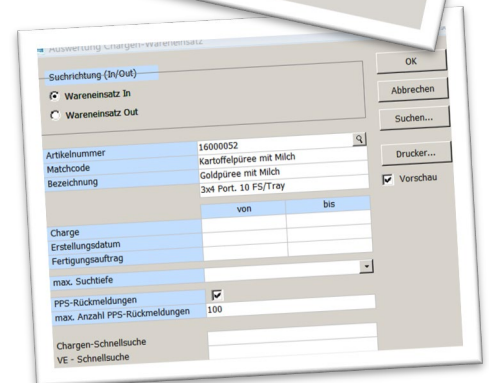 Auswertung Chargen-Wareneinsatz
Suchrichtung (In/Out)
Wareneinsatz In
Wareneinsatz Out
OK
Abbrechen
Suchen...
Drucker...
Vorschau
Artikelnummer 16000052
Matchcode Kartoffelpüree mit Milch
Bezeichnung Goldpüree mit Milch
3x4 Port. 10 FS/Tray
von bis
Charge
Erstellungsdatum
Fertigungsauftrag
max. Suchtiefe
PPS-Rückmeldungen
max. Anzahl PPS-Rückmeldungen 100
Chargen-Schnellsuche
VE - Schnellsuche